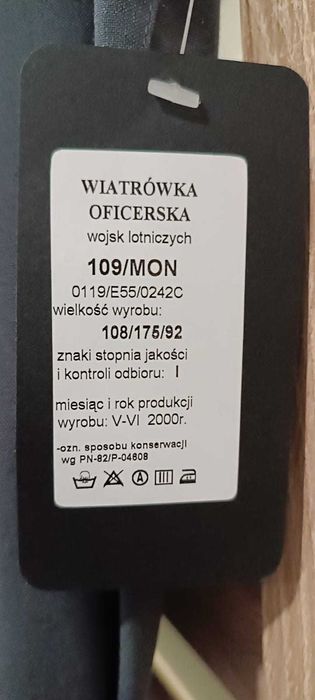 WIATRÓWKA
OFICERSKA
wojsk lotniczych
109/MON
0119/E55/0242C
wielkość wyrobu:
108/175/92
znaki stopnia jakości
i kontroli odbioru: I
miesiąc i rok produkcji
wyrobu: V-VI 2000r.
-ozn. sposobu konserwacji
wg PN-82/P-04608
A